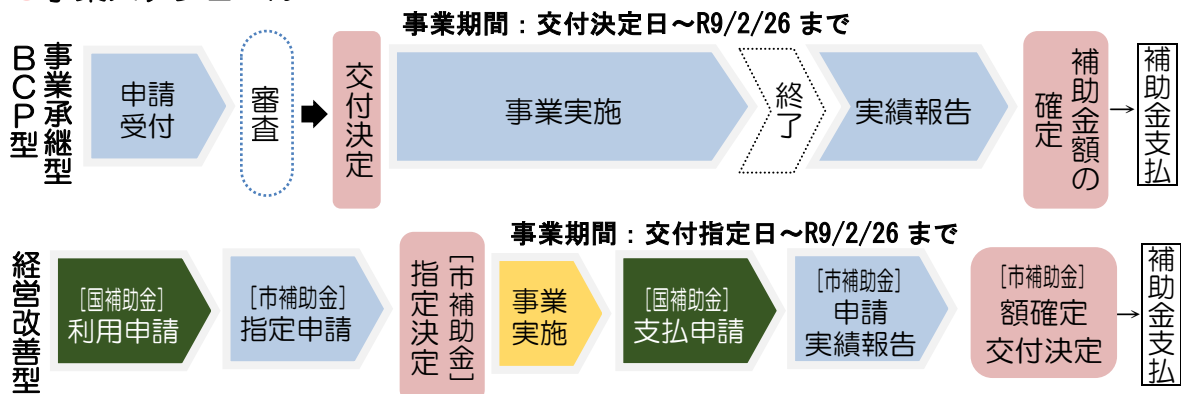 事業期間：交付決定日～R9/2/26 まで
事業承継型
BCP型
申請
受付
審査
交付決定
事業実施
終了
実績報告
補助金額の
確定
補助金支払
事業期間：交付指定日～R9/2/26 まで
経営改善型
[国補助金]
利用申請
[市補助金]
指定申請
[市補助金]
指定決定
事業
実施
[国補助金]
支払申請
[市補助金]
申請
実績報告
[市補助金]
額確定
交付決定
補助金支払